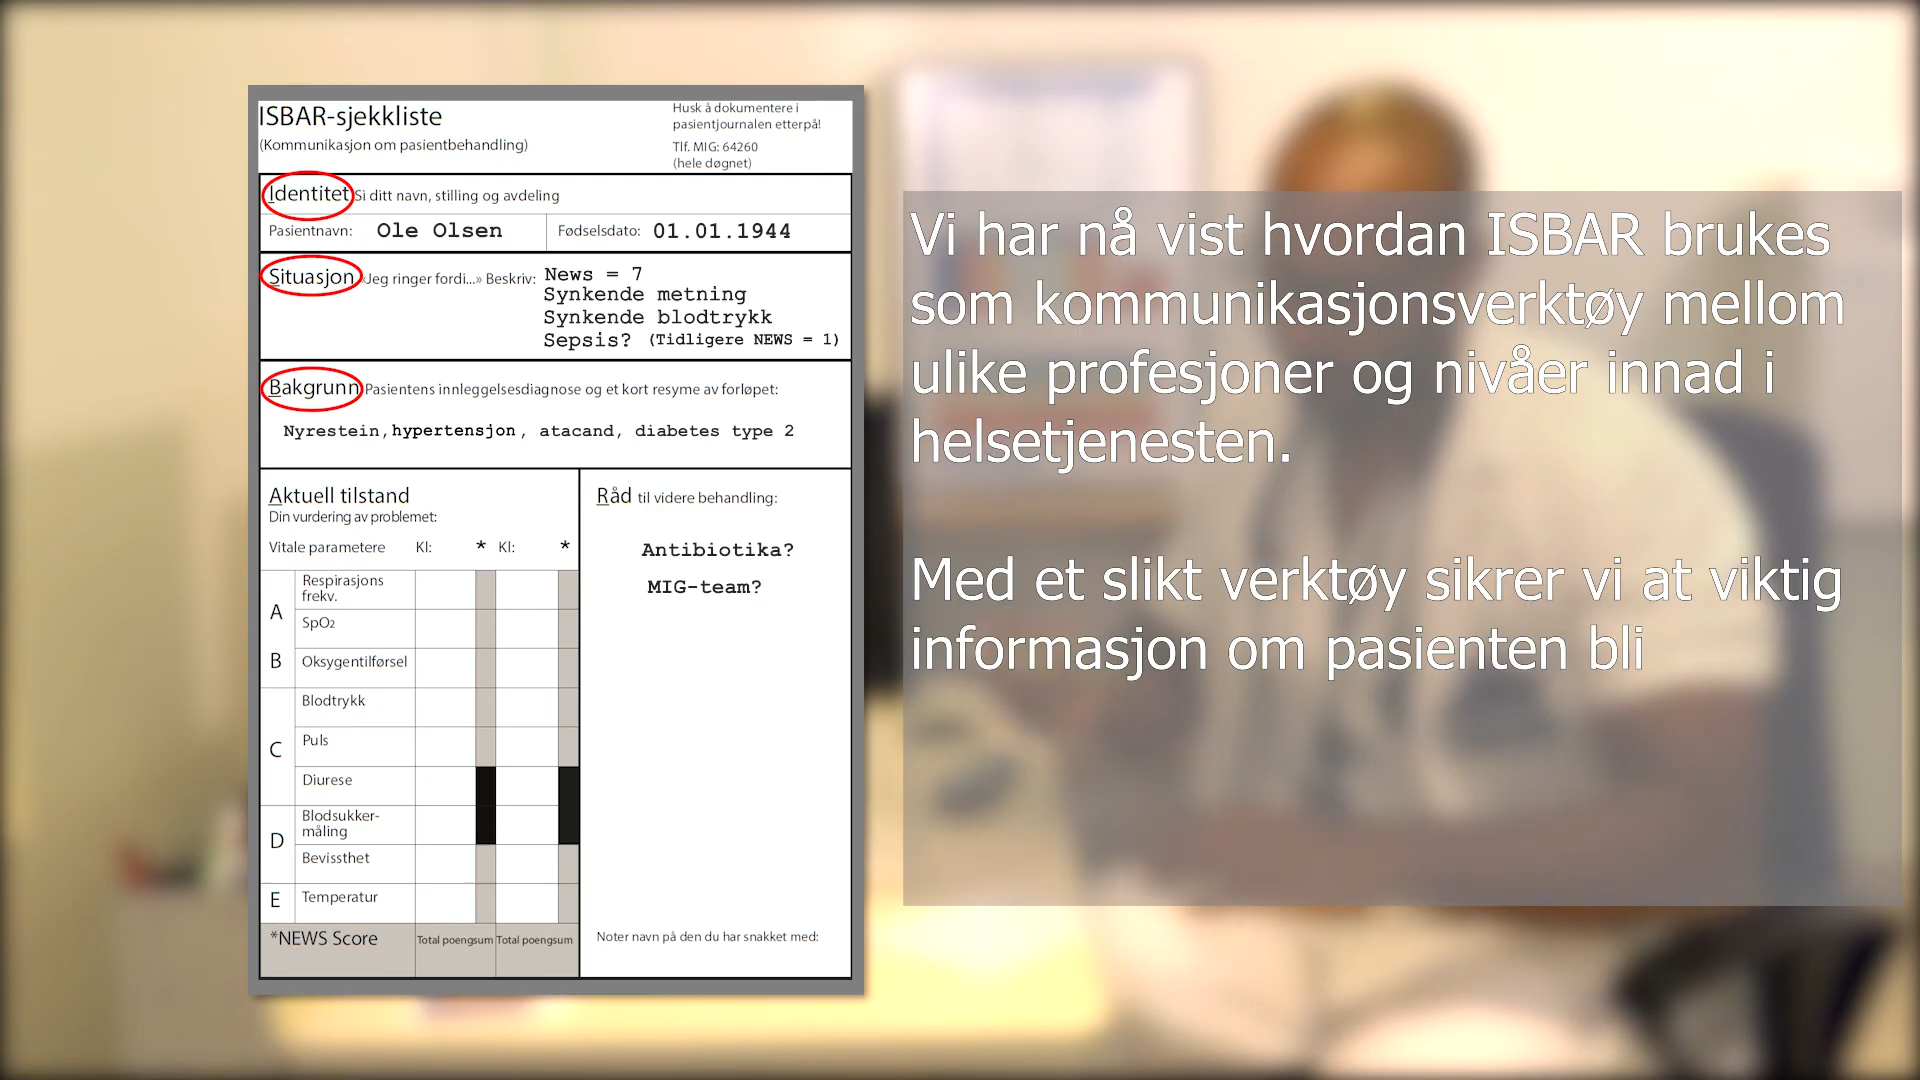 ISBAR-sjekkliste
(Kommunikasjon om pasientbehandling)
Husk å dokumentere i
pasientjournalen etterpå!
Tlf. MIG: 64260
(hele døgnet)
Identitet Si ditt navn, stilling og avdeling
Pasientnavn: Ole Olsen Fødselsdato: 01.01.1944
Situasjon «Jeg ringer fordi...» Beskriv: News = 7
Synkende metning
Synkende blodtrykk
Sepsis? (Tidligere NEWS = 1)
Bakgrunn Pasientens innleggelsesdiagnose og et kort resyme av forløpet:
Nyrestein, hypertensjon, atacand, diabetes type 2
Aktuell tilstand
Din vurdering av problemet:
Vitale parametere Kl: * Kl: *
A
Respirasjons
frekv.
SpO2
B
Oksygentilførsel
Blodtrykk
C
Puls
Diurese
D
Blodsukker-
måling
Bevissthet
E
Temperatur
*NEWS Score Total poengsum Total poengsum
Råd til videre behandling:
Antibiotika?
MIG-team?
Noter navn på den du har snakket med:
Vi har nå vist hvordan ISBAR brukes
som kommunikasjonsverktøy mellom
ulike profesjoner og nivåer innad i
helsetjenesten.
Med et slikt verktøy sikrer vi at viktig
informasjon om pasienten bli